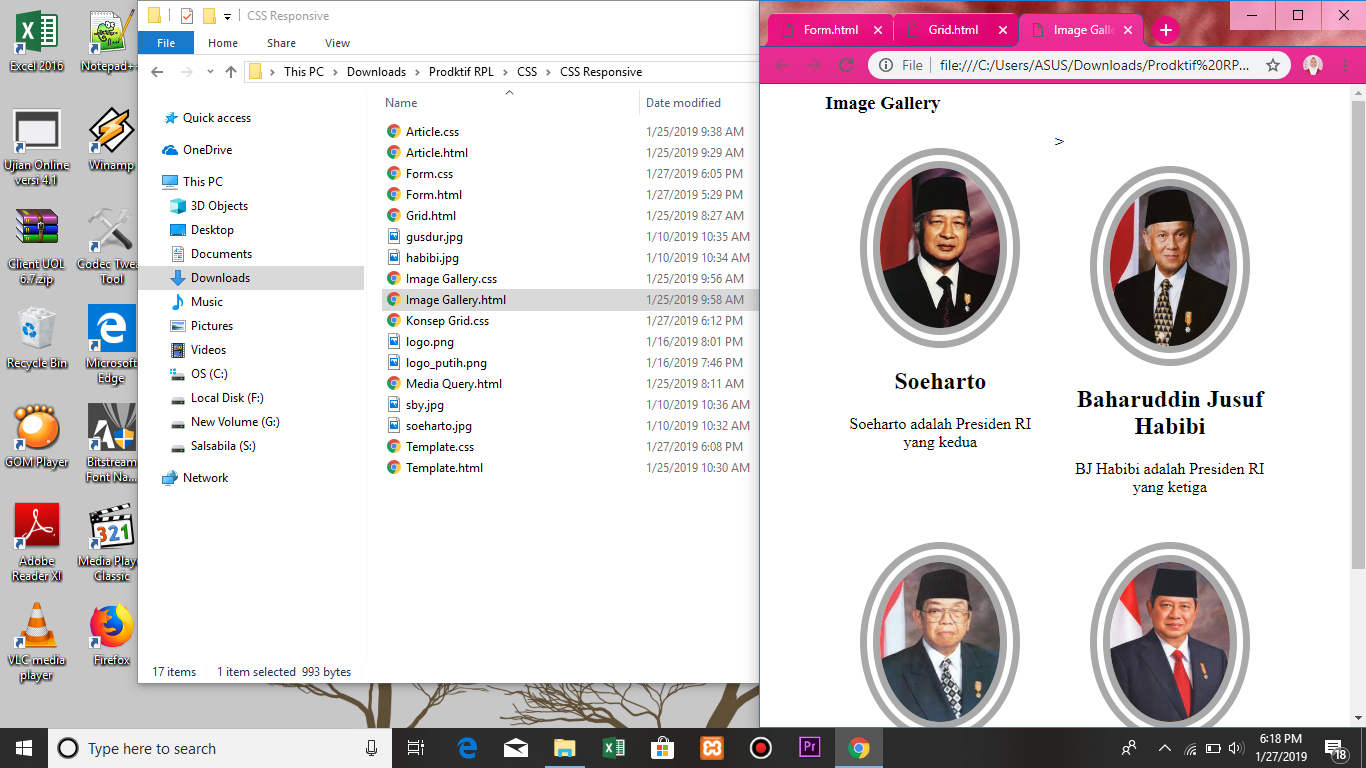 Excel 2016
Notepad++
Ujian Online
versi 4.1
Winamp
Client UOL
6.7.zip
Codec Twea
Tool
Recycle Bin
Microsoft
Edge
GOM Player
Bitstream
Font Na...
Adobe
Reader XI
Media Playe
Classic
VLC media
player
Firefox
CSS Responsive
File Home Share View
This PC Downloads Prodktif RPL CSS CSS Responsive
Quick access
OneDrive
This PC
3D Objects
Desktop
Documents
Downloads
Music
Pictures
Videos
OS (C:)
Local Disk (F:)
New Volume (G:)
Salsabila (S:)
Network
Name Date modified
Article.css 1/25/2019 9:38 AM
Article.html 1/25/2019 9:29 AM
Form.css 1/27/2019 6:05 PM
Form.html 1/27/2019 5:29 PM
Grid.html 1/25/2019 8:27 AM
gusdur.jpg 1/10/2019 10:35 AM
habibi.jpg 1/10/2019 10:34 AM
Image Gallery.css 1/25/2019 9:56 AM
Image Gallery.html 1/25/2019 9:58 AM
Konsep Grid.css 1/27/2019 6:12 PM
logo.png 1/16/2019 8:01 PM
logo_putih.png 1/16/2019 7:46 PM
Media Query.html 1/25/2019 8:11 AM
sby.jpg 1/10/2019 10:36 AM
soeharto.jpg 1/10/2019 10:32 AM
Template.css 1/27/2019 6:08 PM
Template.html 1/25/2019 10:30 AM
17 items 1 item selected 993 bytes
Form.html Grid.html Image Galle
File file:///C:/Users/ASUS/Downloads/Prodktif%20RP...
Image Gallery
>
Soeharto
Soeharto adalah Presiden RI
yang kedua
Baharuddin Jusuf
Habibi
BJ Habibi adalah Presiden RI
yang ketiga
Type here to search
6:18 PM
1/27/2019
18